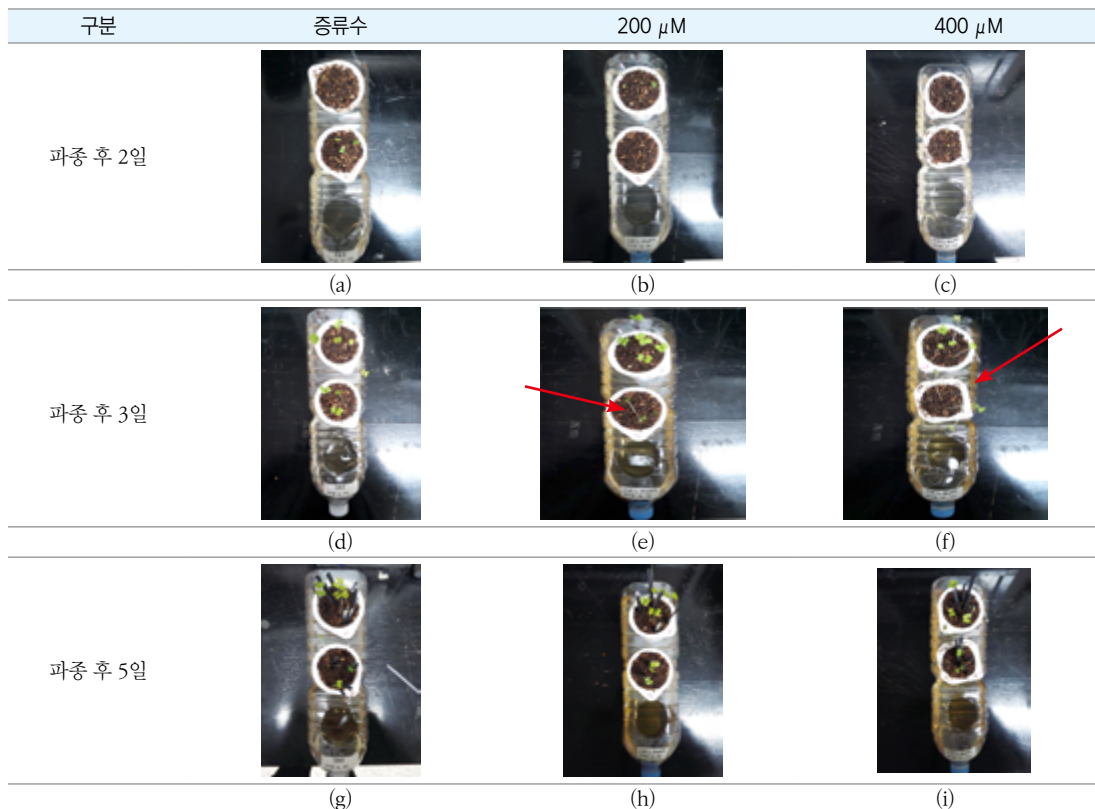 구분 증류수 200 μM 400 μM
파종 후 2일
(a) (b) (c)
파종 후 3일
(d) (e) (f)
파종 후 5일
(g) (h) (i)